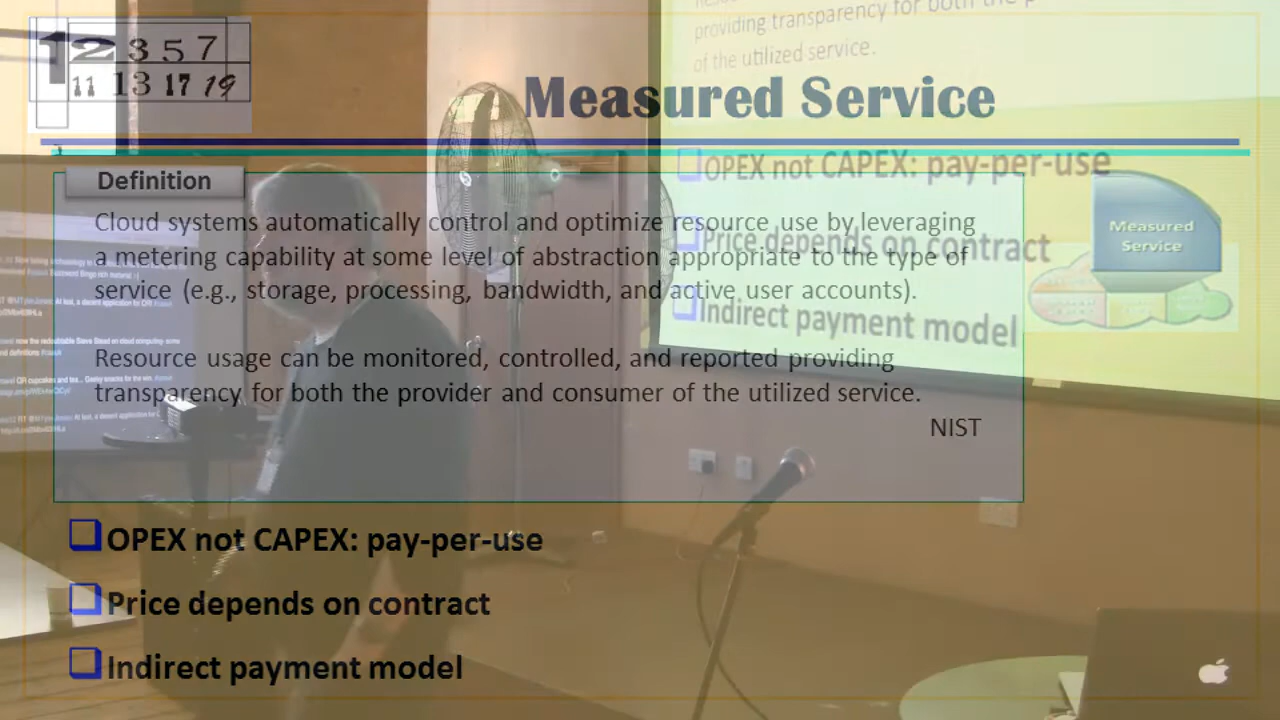 1 2 3 5 7
11 13 17 19
Measured Service
Definition
Cloud systems automatically control and optimize resource use by leveraging
a metering capability at some level of abstraction appropriate to the type of
service (e.g., storage, processing, bandwidth, and active user accounts).
Resource usage can be monitored, controlled, and reported providing
transparency for both the provider and consumer of the utilized service.
NIST
OPEX not CAPEX: pay-per-use
Price depends on contract
Indirect payment model
Measured
Service
providing transparency for both the
of the utilized service.
OPEX not CAPEX: pay-per-use
Price depends on contract
Indirect payment model